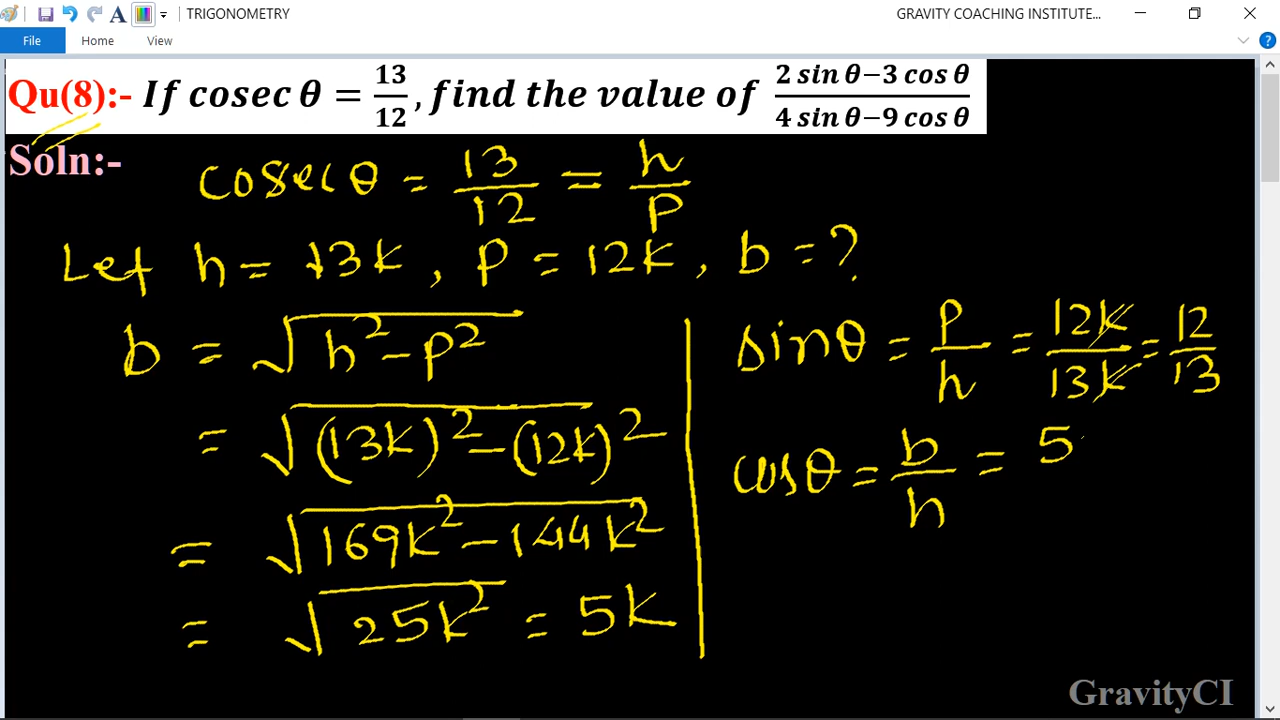 TRIGONOMETRY
GRAVITY COACHING INSTITUTE...
File Home View
Qu(8):- If cosec θ = 13/12, find the value of (2 sin θ−3 cos θ)/(4 sin θ−9 cos θ)
Soln:-
cosec θ = 13/12 = h/P
Let h = 13k, P = 12k, b = ?
b = √(h² − p²)
= √((13k)² − (12k)²)
= √(169k² − 144k²)
= √(25k²) = 5k
sinθ = P/h = 12k/13k = 12/13
cosθ = b/h = 5
GravityCI